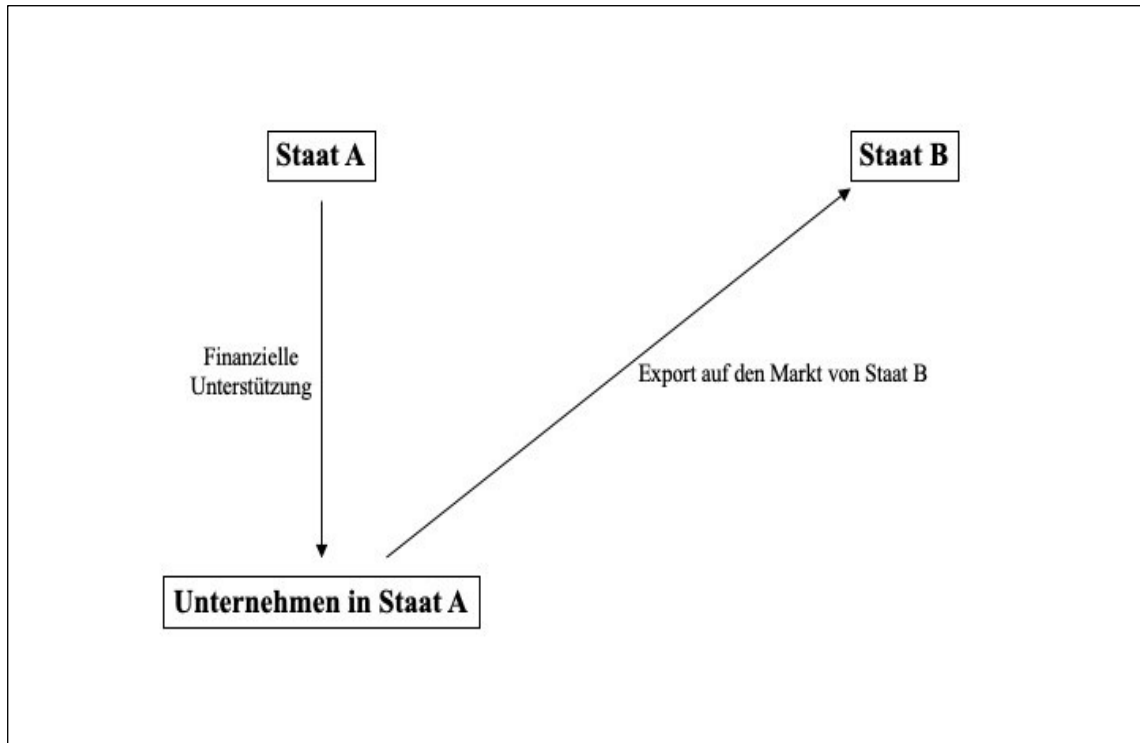 Staat A
Staat B
Finanzielle
Unterstützung
Export auf den Markt von Staat B
Unternehmen in Staat A